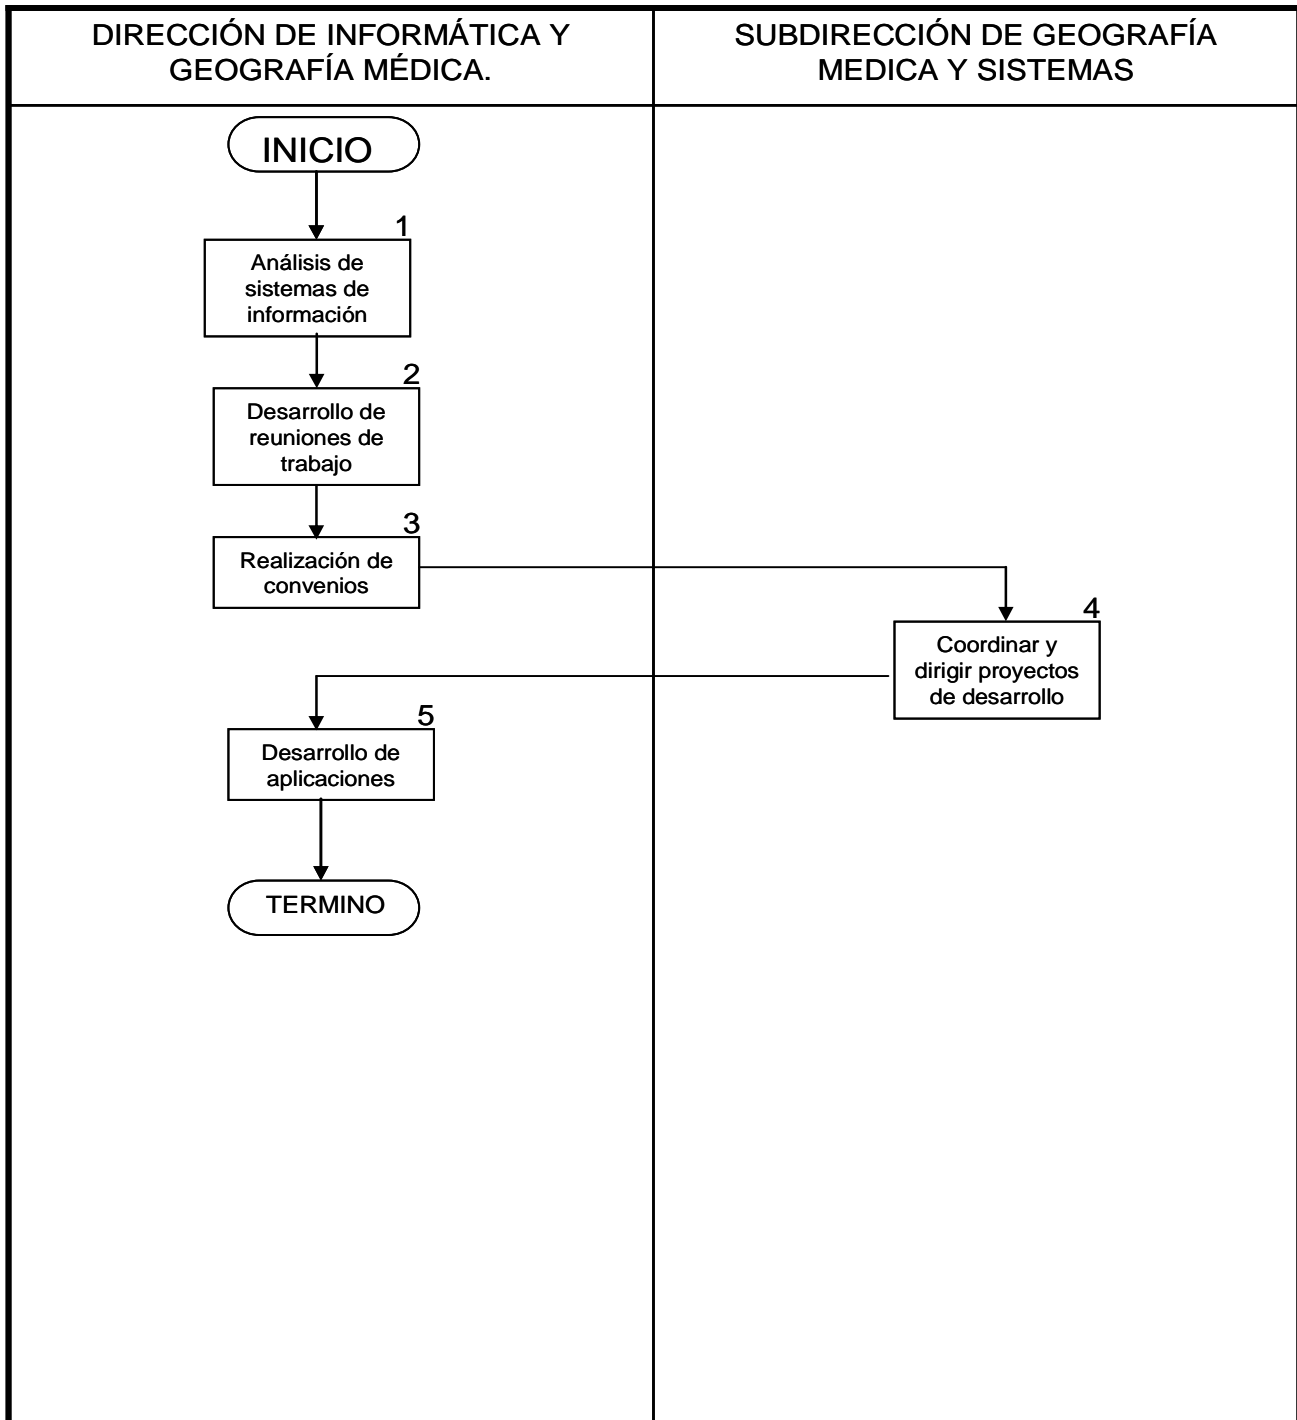 DIRECCIÓN DE INFORMÁTICA Y
GEOGRAFÍA MÉDICA.
SUBDIRECCIÓN DE GEOGRAFÍA
MEDICA Y SISTEMAS
INICIO
1
Análisis de
sistemas de
información
2
Desarrollo de
reuniones de
trabajo
3
Realización de
convenios
4
Coordinar y
dirigir proyectos
de desarrollo
5
Desarrollo de
aplicaciones
TERMINO